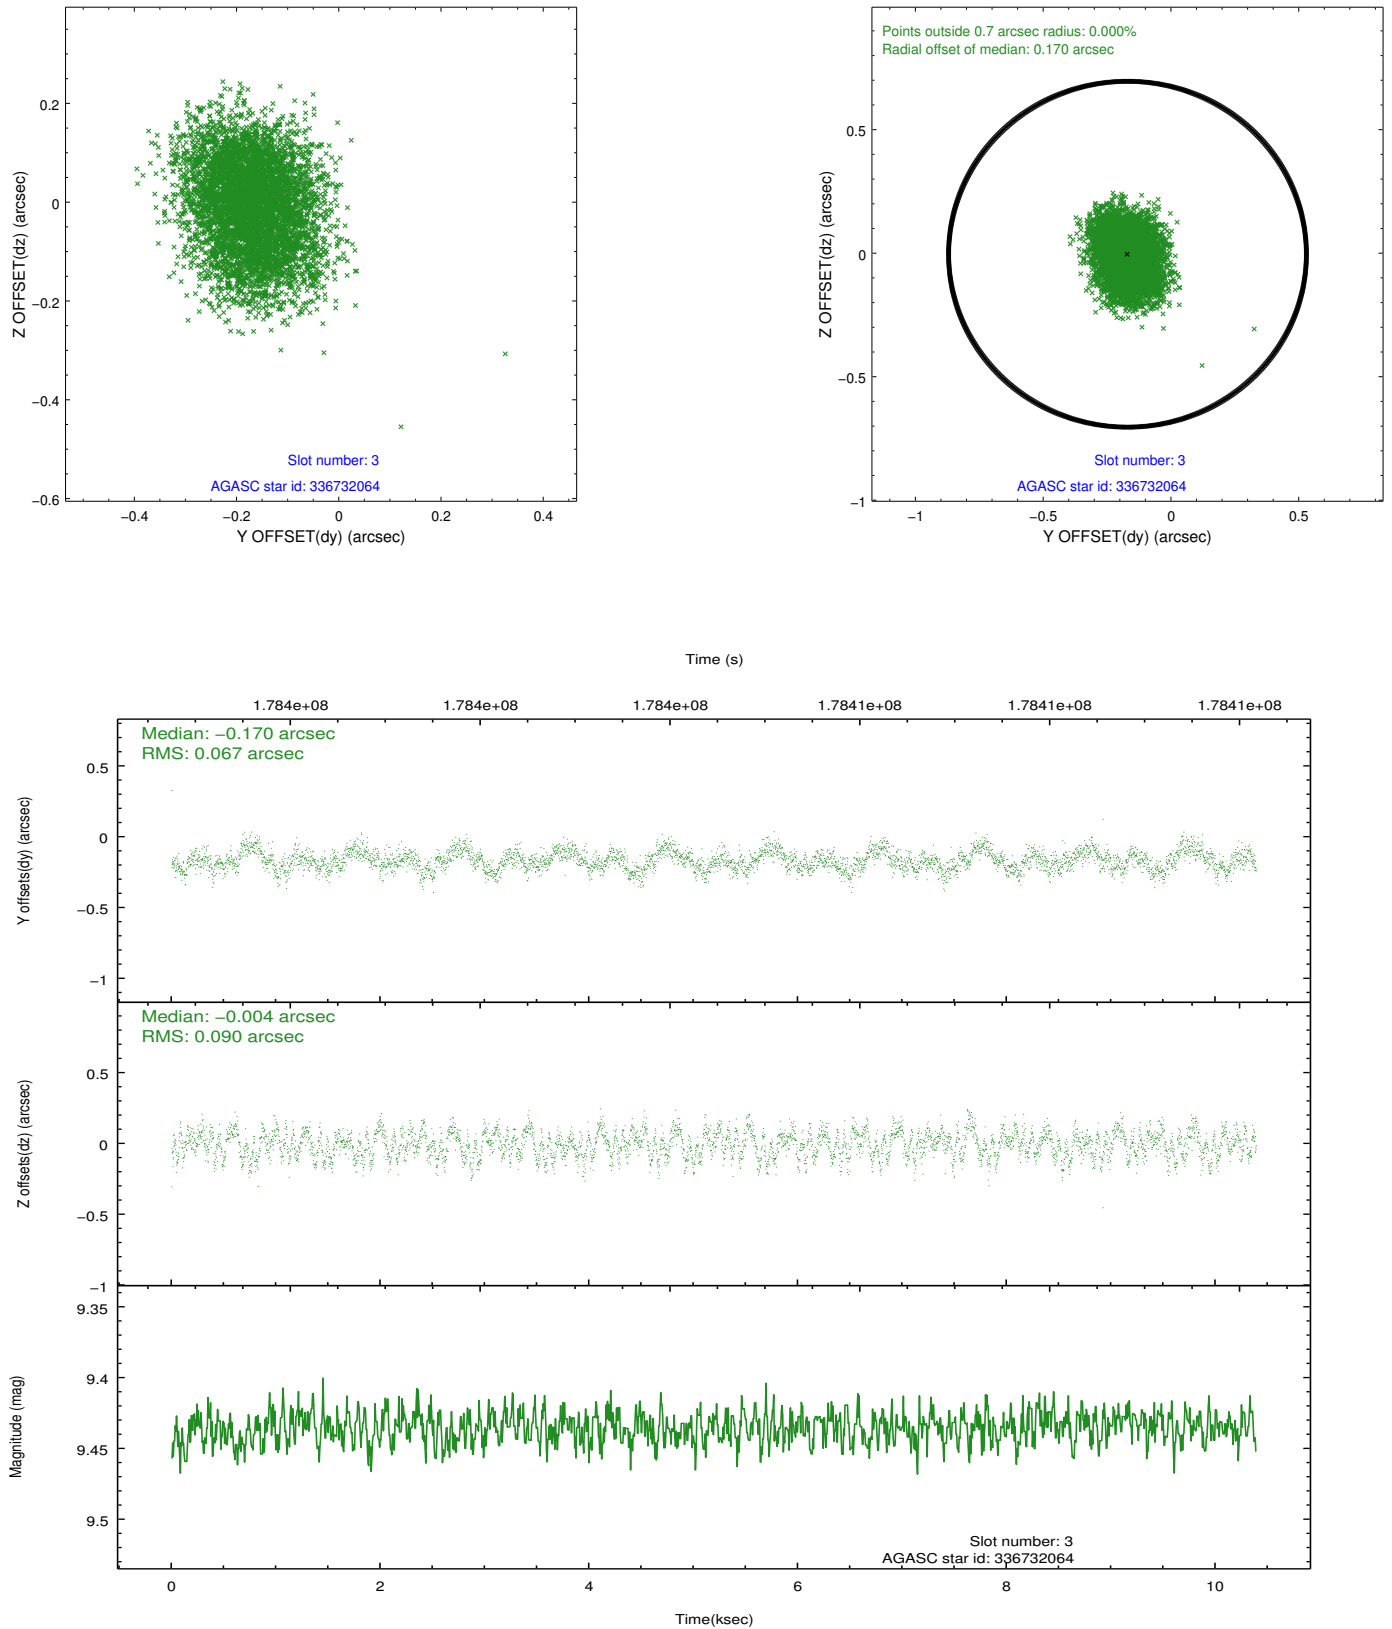 0.2
0
−0.2
−0.4
−0.6
Z OFFSET(dz) (arcsec)
Slot number: 3
AGASC star id: 336732064
−0.4
−0.2
0
0.2
0.4
Y OFFSET(dy) (arcsec)
Points outside 0.7 arcsec radius: 0.000%
Radial offset of median: 0.170 arcsec
0.5
0
−0.5
−1
Z OFFSET(dz) (arcsec)
Slot number: 3
AGASC star id: 336732064
−1
−0.5
0
0.5
Y OFFSET(dy) (arcsec)
Time (s)
1.784e+08
1.784e+08
1.784e+08
1.7841e+08
1.7841e+08
1.7841e+08
Median: −0.170 arcsec
RMS: 0.067 arcsec
0.5
0
−0.5
−1
Y offsets(dy) (arcsec)
Median: −0.004 arcsec
RMS: 0.090 arcsec
0.5
0
−0.5
−1
Z offsets(dz) (arcsec)
9.35
9.4
9.45
9.5
Magnitude (mag)
Slot number: 3
AGASC star id: 336732064
0
2
4
6
8
10
Time(ksec)